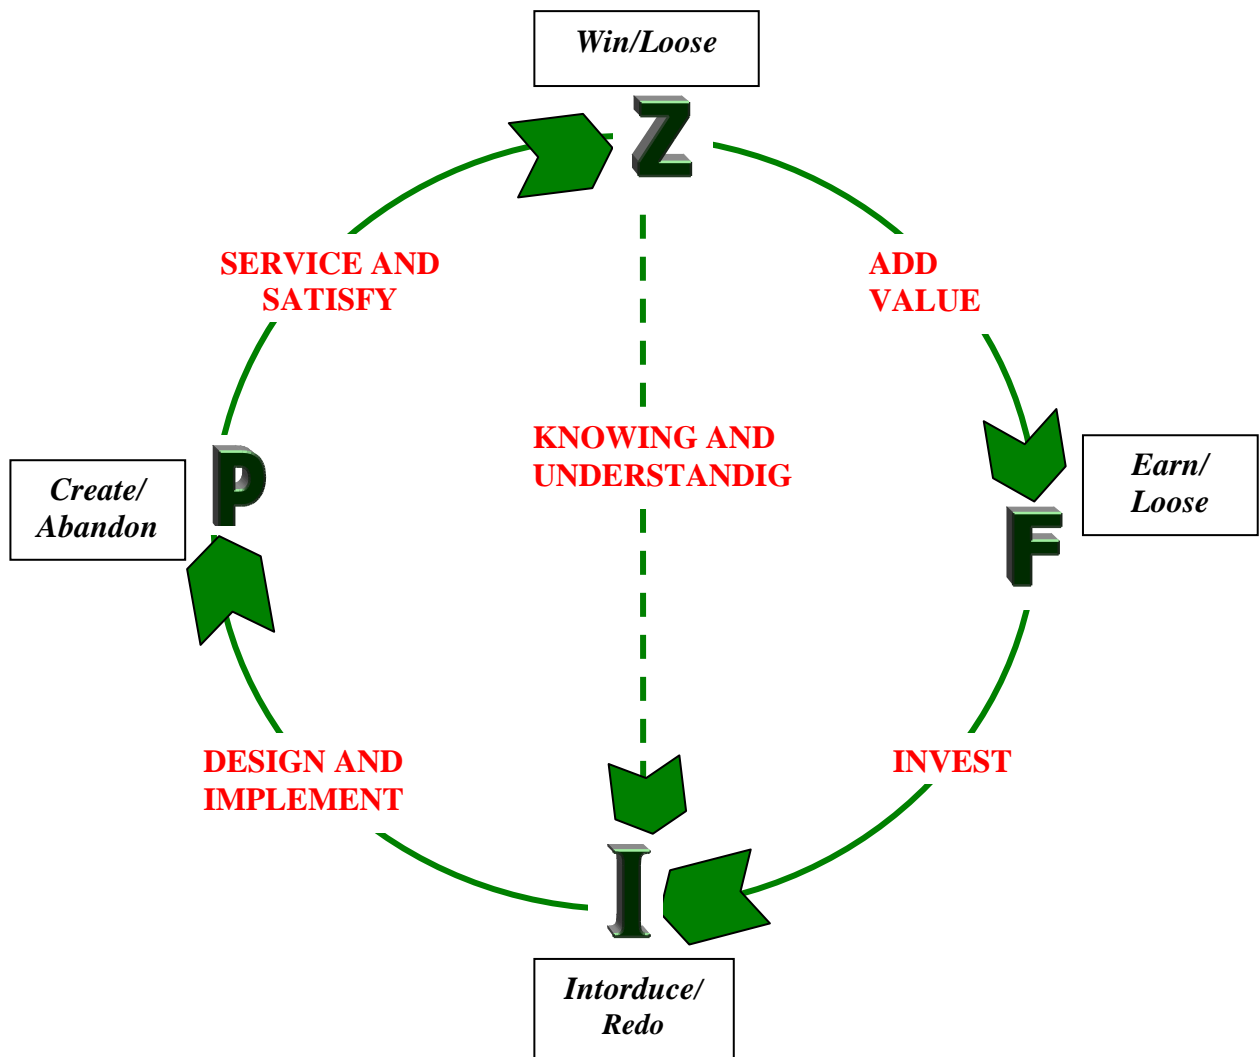 Win/Loose
Z
SERVICE AND
SATISFY
ADD
VALUE
KNOWING AND
UNDERSTANDIG
P
Create/
Abandon
F
Earn/
Loose
DESIGN AND
IMPLEMENT
INVEST
I
Intorduce/
Redo